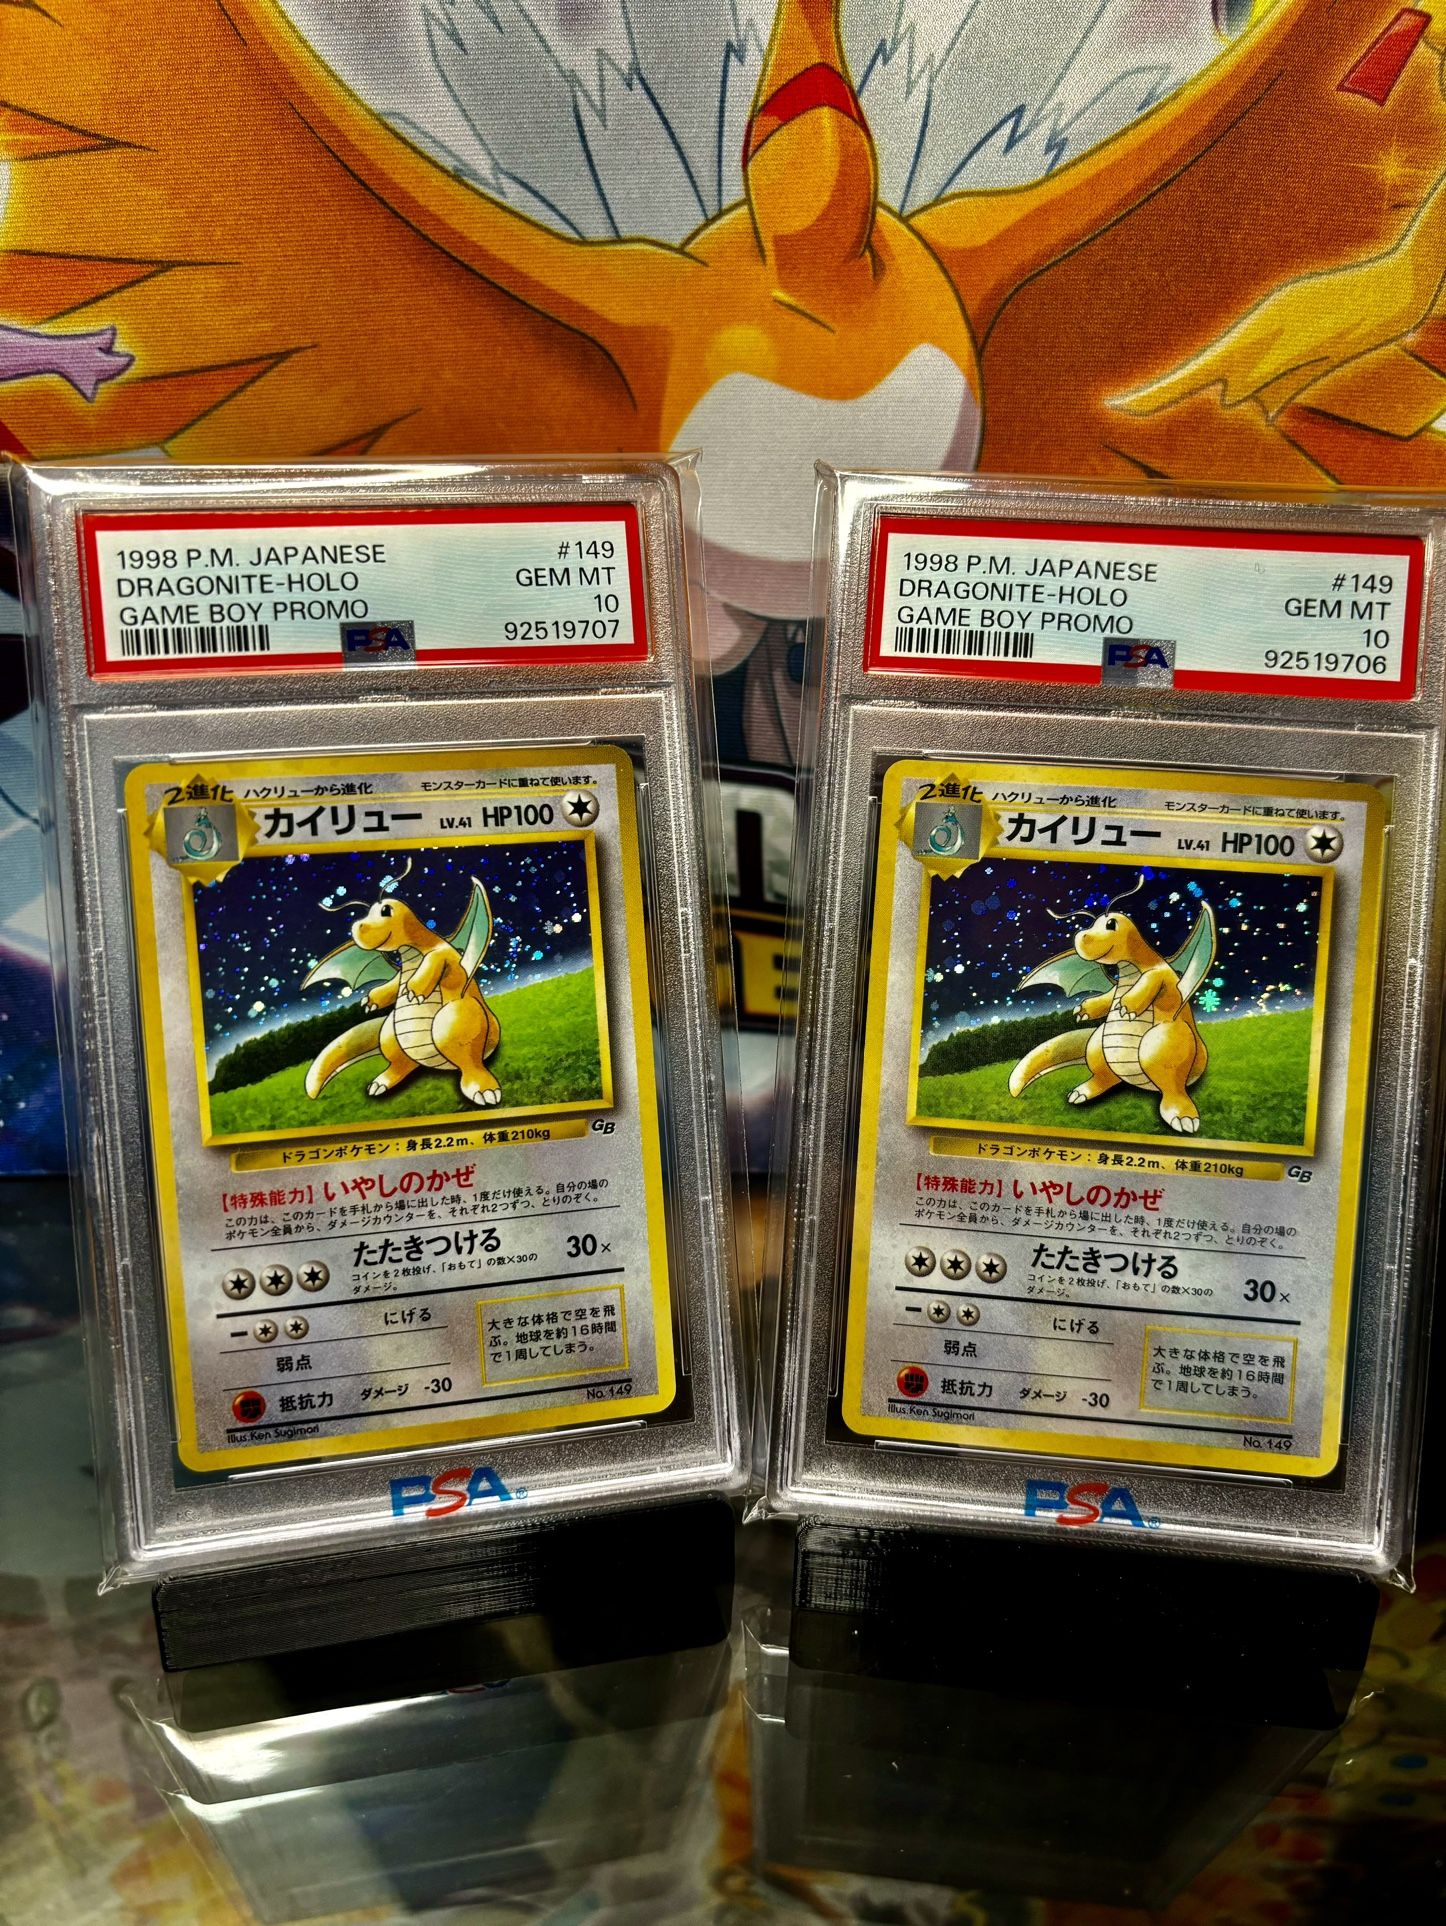 1998 P.M. JAPANESE #149
DRAGONITE-HOLO GEM MT
GAME BOY PROMO 10
PSA 92519707
2進化 ハクリューから進化 モンスターカードに重ねて使います。
カイリュー LV.41 HP100
GB
ドラゴンポケモン：身長2.2m、体重210kg
【特殊能力】いやしのかぜ
この力は、このカードを手札から場に出した時、1度だけ使える。自分の場の
ポケモン全員から、ダメージカウンターを、それぞれ2つずつ、とりのぞく。
たたきつける 30×
コインを2枚投げ、「おもて」の数×30の
ダメージ。
にげる
弱点
抵抗力 ダメージ -30
大きな体格で空を飛
ぶ。地球を約16時間
で1周してしまう。
Illus.Ken Sugimori No. 149
PSA®
1998 P.M. JAPANESE #149
DRAGONITE-HOLO GEM MT
GAME BOY PROMO 10
PSA 92519706
2進化 ハクリューから進化 モンスターカードに重ねて使います。
カイリュー LV.41 HP100
GB
ドラゴンポケモン：身長2.2m、体重210kg
【特殊能力】いやしのかぜ
この力は、このカードを手札から場に出した時、1度だけ使える。自分の場の
ポケモン全員から、ダメージカウンターを、それぞれ2つずつ、とりのぞく。
たたきつける 30×
コインを2枚投げ、「おもて」の数×30の
ダメージ。
にげる
弱点
抵抗力 ダメージ -30
大きな体格で空を飛
ぶ。地球を約16時間
で1周してしまう。
Illus.Ken Sugimori No. 149
PSA®